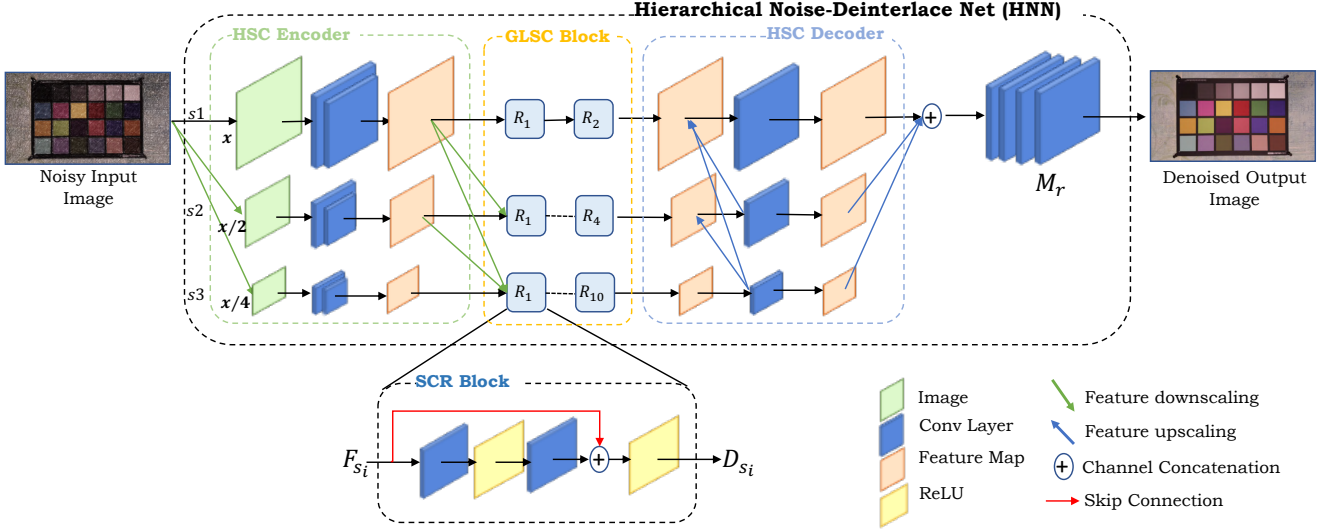 Hierarchical Noise-Deinterlace Net (HNN)
HSC Encoder
GLSC Block
HSC Decoder
s1
x
R1
R2
+
Mr
Noisy Input
Image
Denoised Output
Image
s2
x/2
R1
R4
s3
x/4
R1
R10
SCR Block
Fsi
+
Dsi
Image
Conv Layer
Feature Map
ReLU
Feature downscaling
Feature upscaling
+ Channel Concatenation
Skip Connection